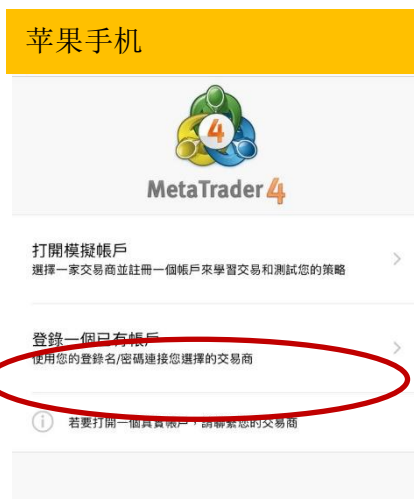 苹果手机
4
MetaTrader 4
打開模擬帳戶
選擇一家交易商並註冊一個帳戶來學習交易和測試您的策略
登錄一個已有帳戶
使用您的登錄名/密碼連接您選擇的交易商
若要打開一個真實帳戶,請聯繫您的交易商